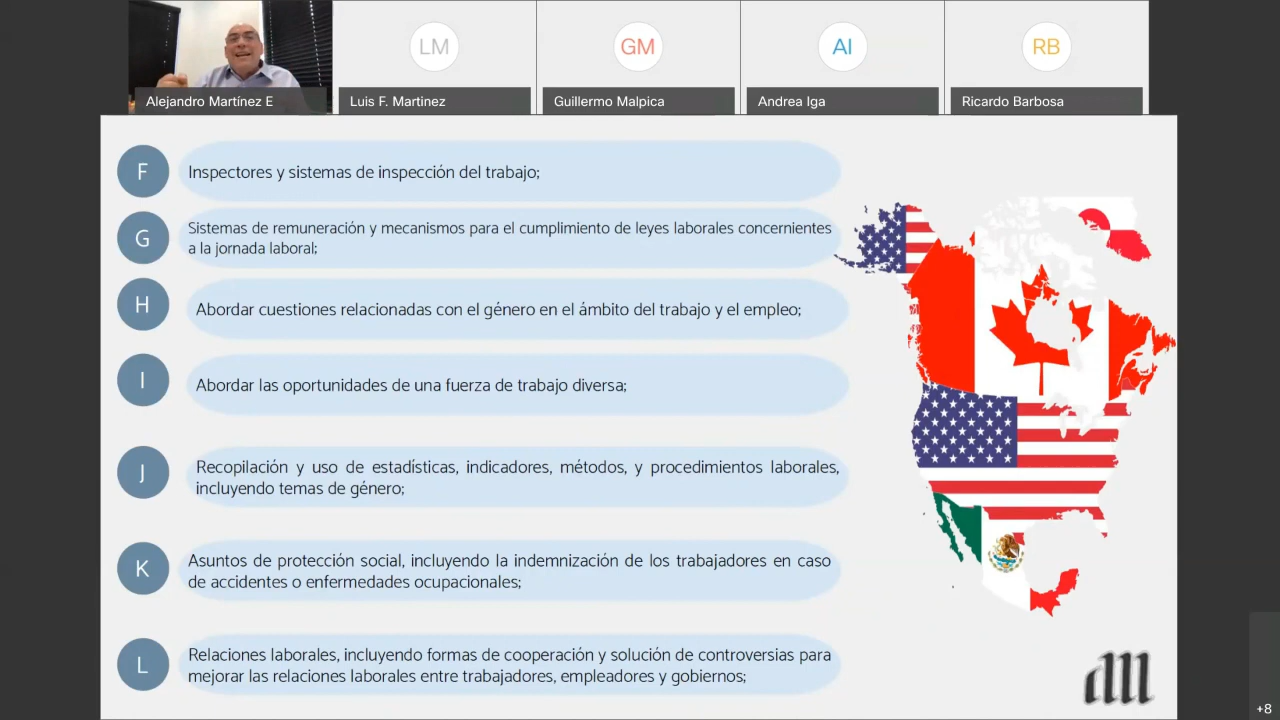 LM
GM
AI
RB
Alejandro Martínez E
Luis F. Martinez
Guillermo Malpica
Andrea Iga
Ricardo Barbosa
F
Inspectores y sistemas de inspección del trabajo;
G
Sistemas de remuneración y mecanismos para el cumplimiento de leyes laborales concernientes
a la jornada laboral;
H
Abordar cuestiones relacionadas con el género en el ámbito del trabajo y el empleo;
I
Abordar las oportunidades de una fuerza de trabajo diversa;
J
Recopilación y uso de estadísticas, indicadores, métodos, y procedimientos laborales,
incluyendo temas de género;
K
Asuntos de protección social, incluyendo la indemnización de los trabajadores en caso
de accidentes o enfermedades ocupacionales;
L
Relaciones laborales, incluyendo formas de cooperación y solución de controversias para
mejorar las relaciones laborales entre trabajadores, empleadores y gobiernos;
+8